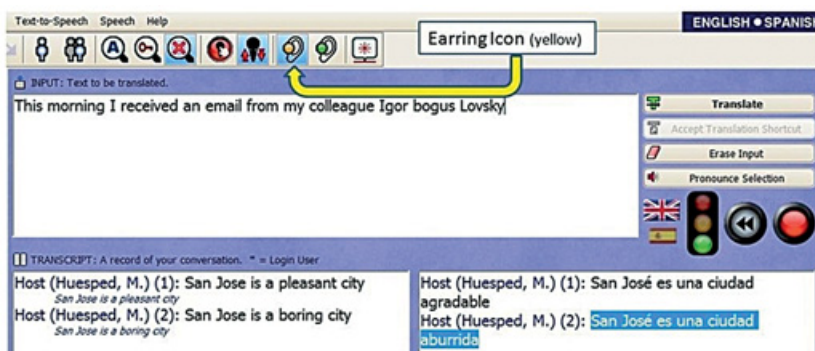 Text-to-Speech Speech Help
ENGLISH • SPANISH
Earring Icon (yellow)
INPUT: Text to be translated.
This morning I received an email from my colleague Igor bogus Lovsky
Translate
Accept Translation Shortcut
Erase Input
Pronounce Selection
TRANSCRIPT: A record of your conversation. * = Login User
Host (Huesped, M.) (1): San Jose is a pleasant city
San Jose is a pleasant city
Host (Huesped, M.) (2): San Jose is a boring city
San Jose is a boring city
Host (Huesped, M.) (1): San José es una ciudad
agradable
Host (Huesped, M.) (2): San José es una ciudad
aburrida